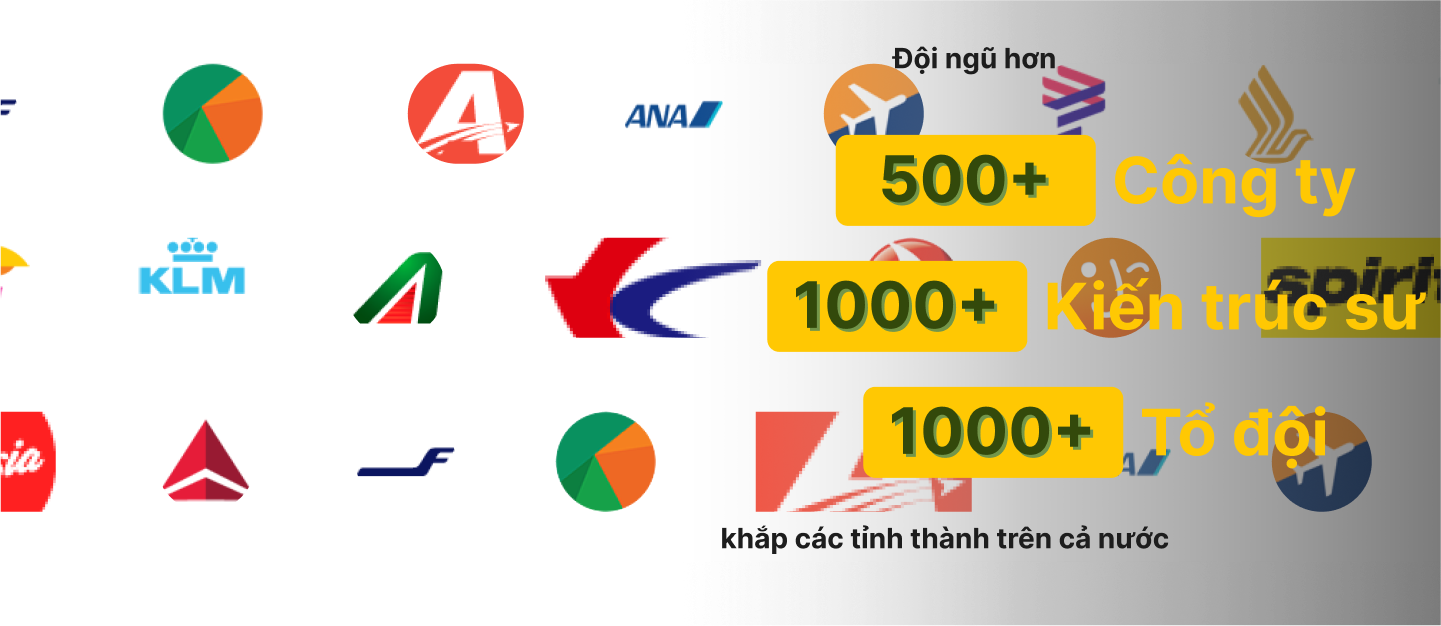 Đội ngũ hơn
ANA
500+ Công ty
KLM
1000+ Kiến trúc sư
spirit
sia
1000+ Tổ đội
khắp các tỉnh thành trên cả nước